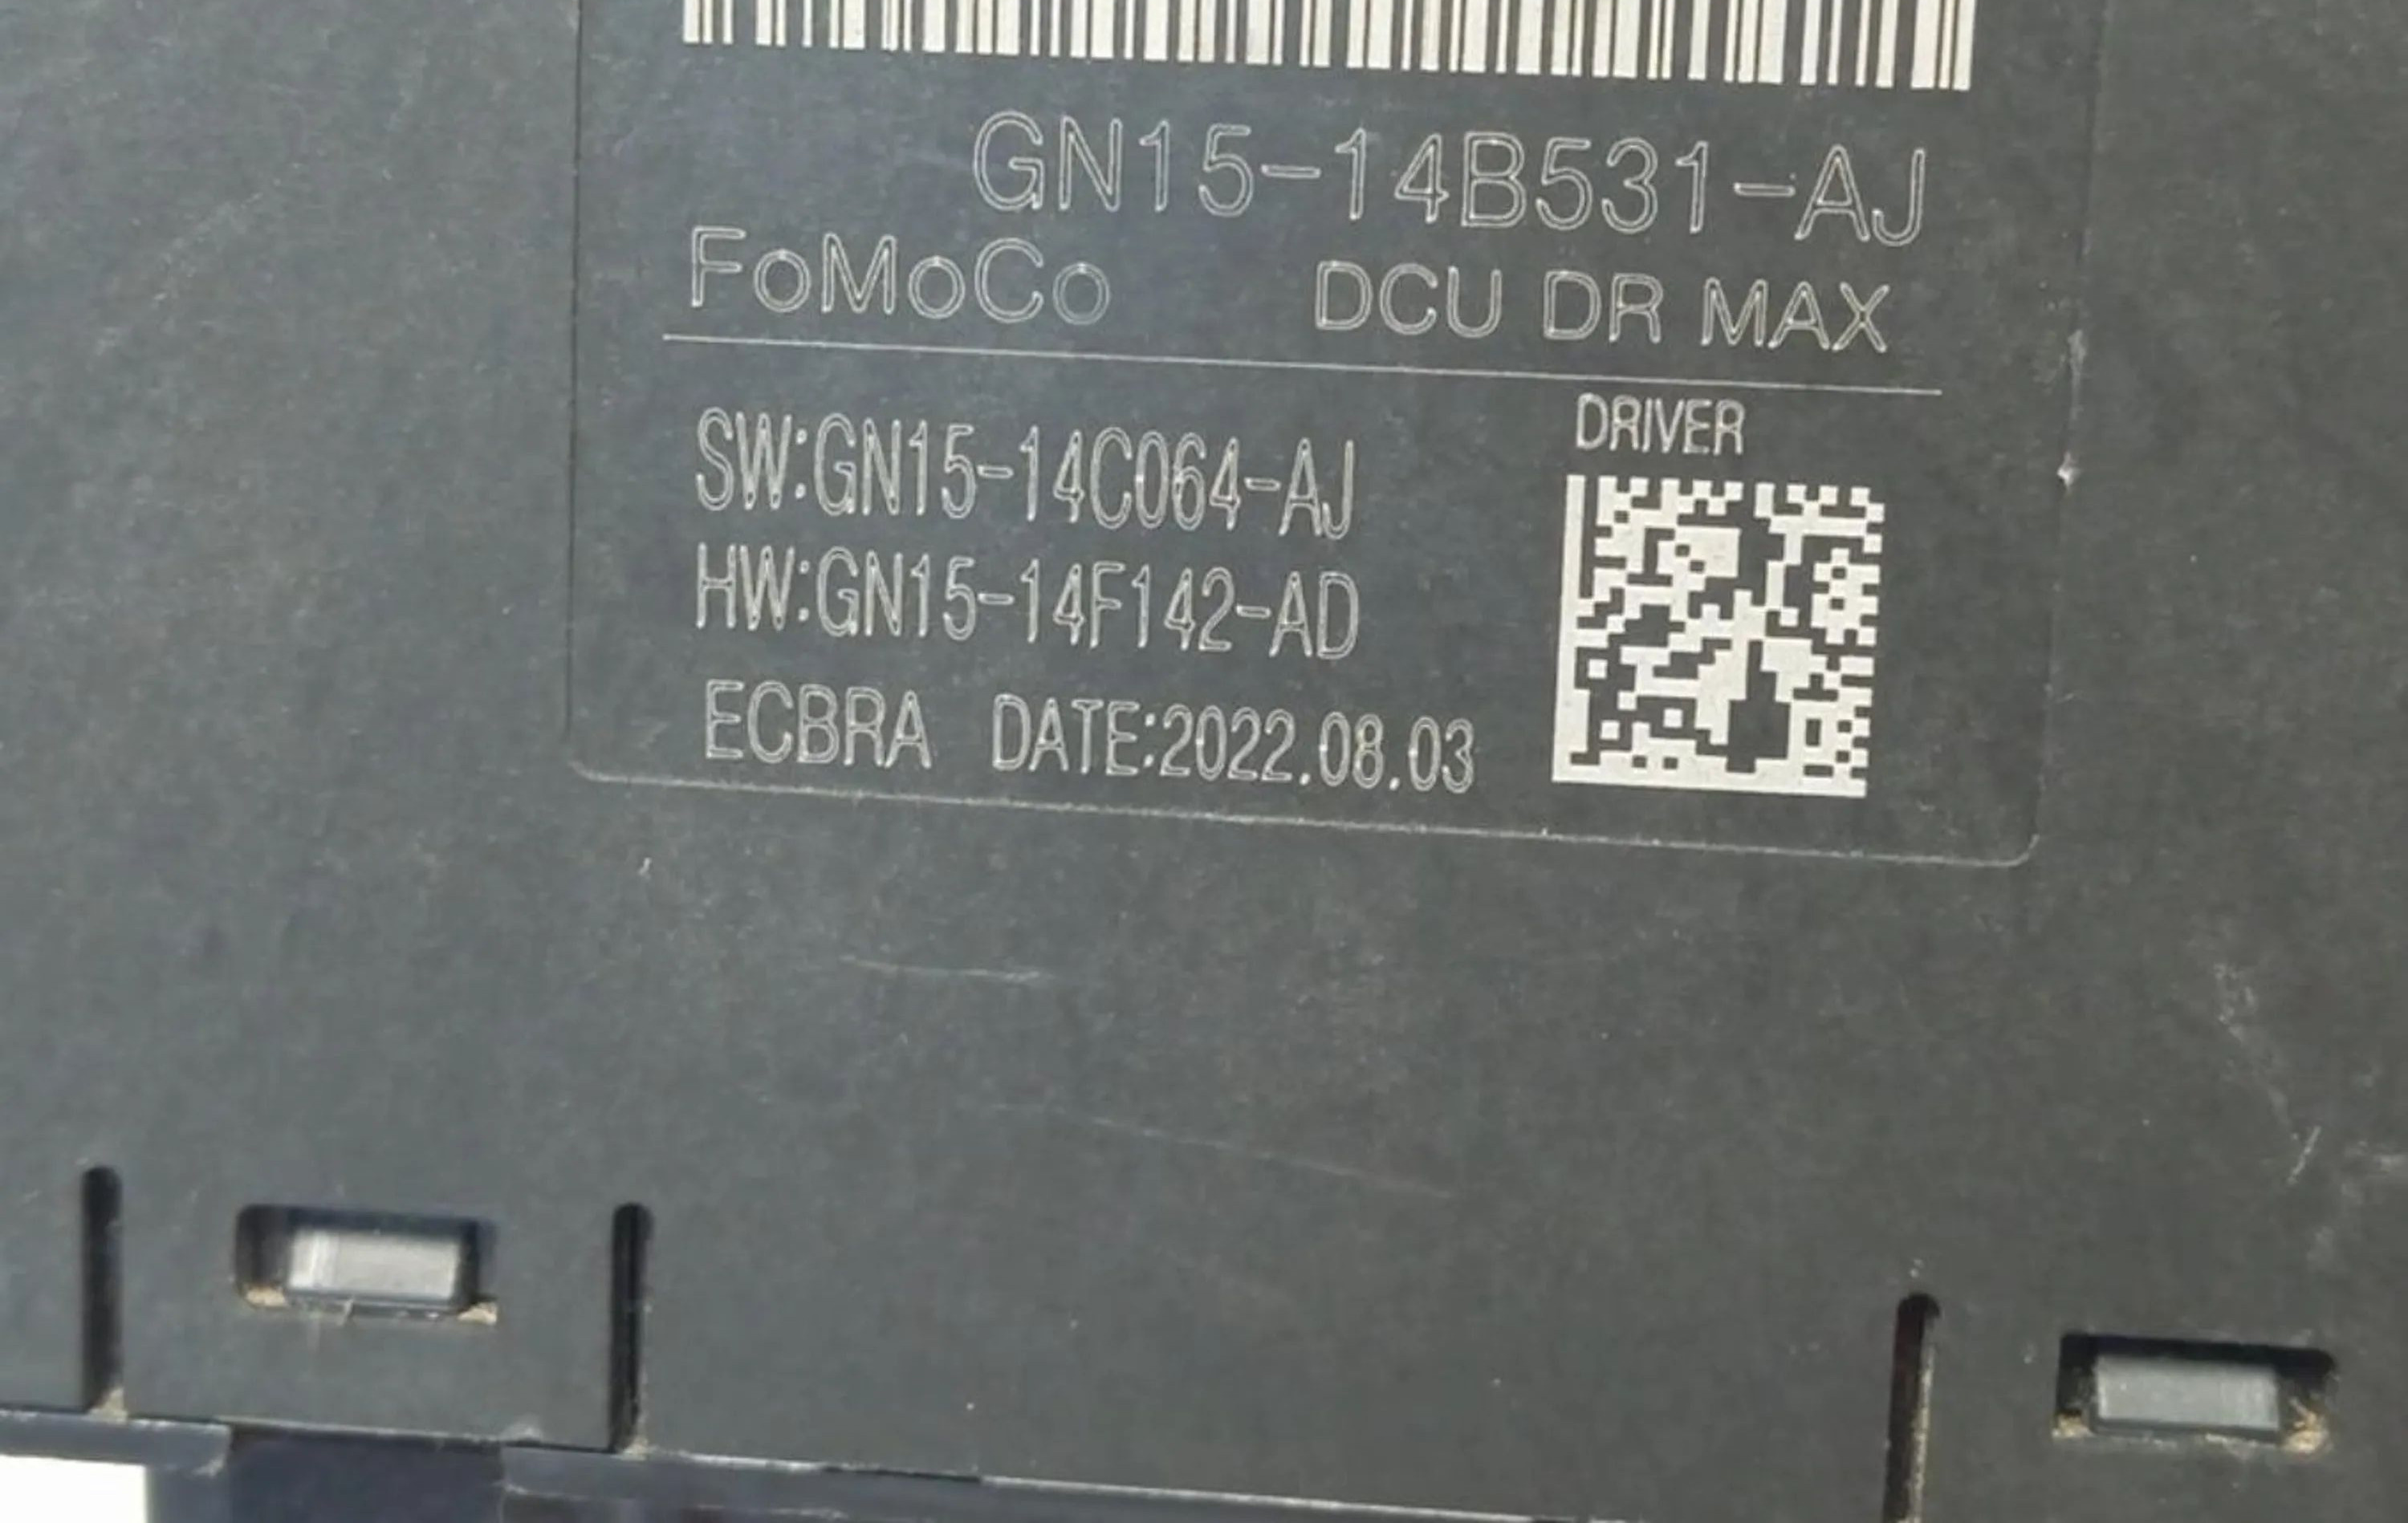 GN15-14B531-AJ
FoMoCo DCU DR MAX
DRIVER
SW:GN15-14C064-AJ
HW:GN15-14F142-AD
ECBRA DATE:2022.08.03